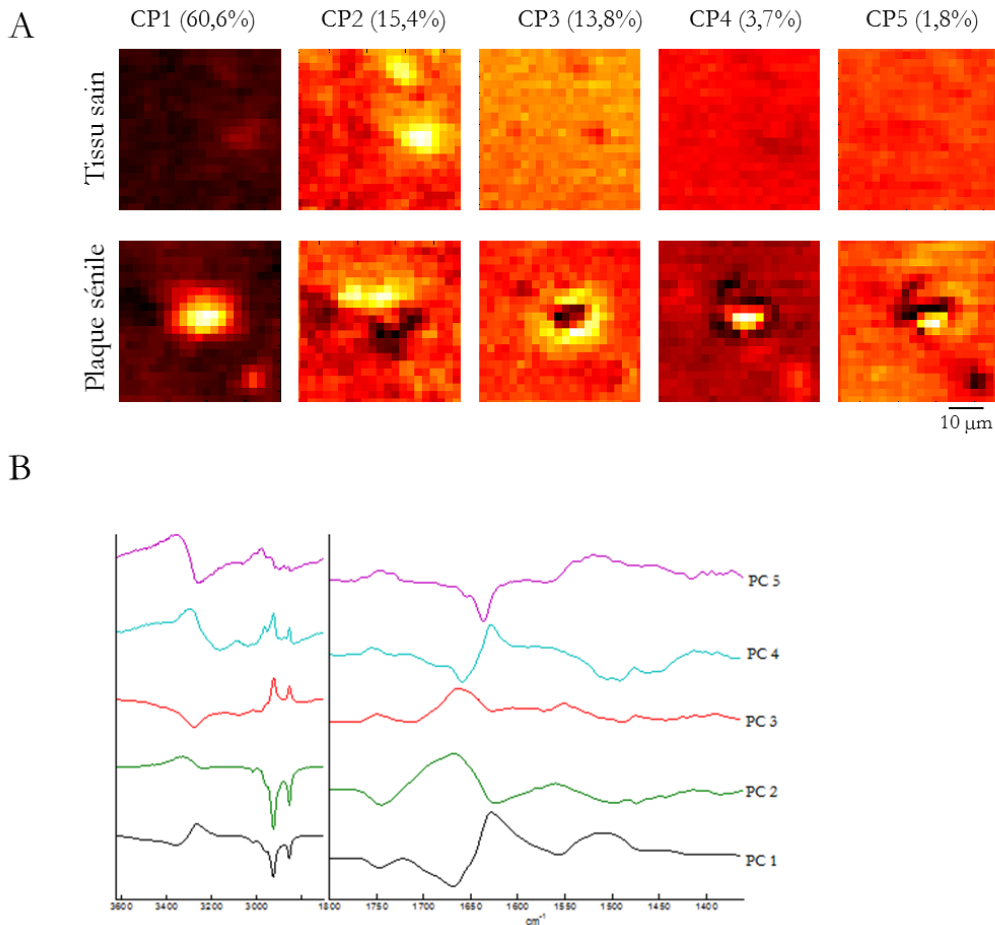 A
CP1 (60,6%) CP2 (15,4%) CP3 (13,8%) CP4 (3,7%) CP5 (1,8%)
Tissu sain
Plaque sénile
10 μm
B
PC 5
PC 4
PC 3
PC 2
PC 1
3600 3200 3000 1800 1750 1700 1650 1600 1550 1500 1450 1400
cm-1